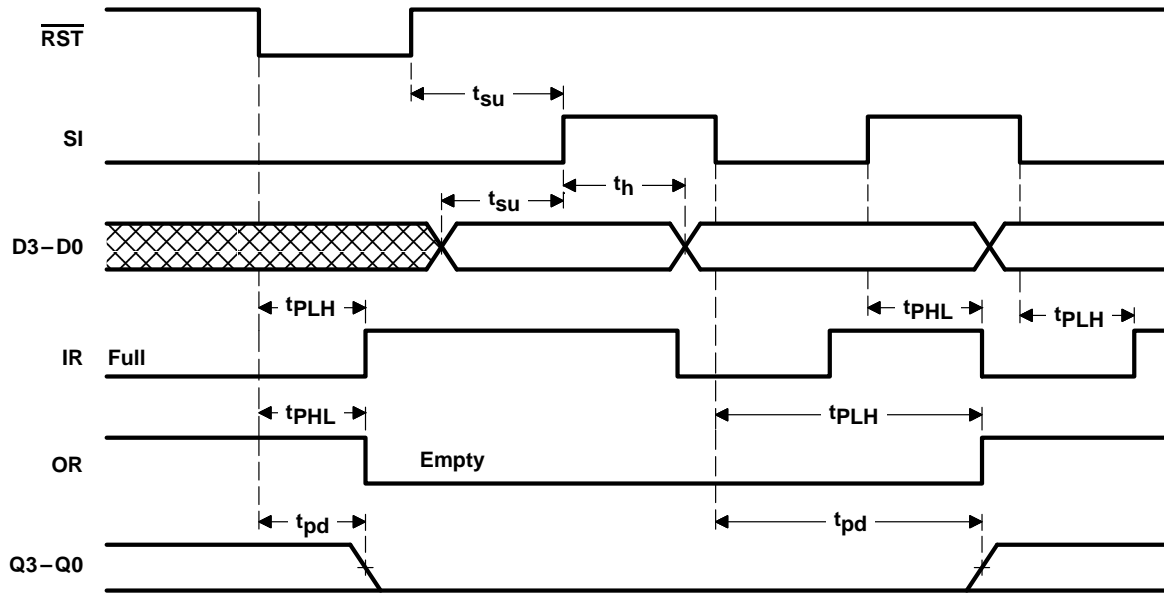 RST
tsu
SI
tsu th
D3–D0
tPLH tPHL tPLH
IR Full
tPHL tPLH
OR Empty
tpd tpd
Q3–Q0